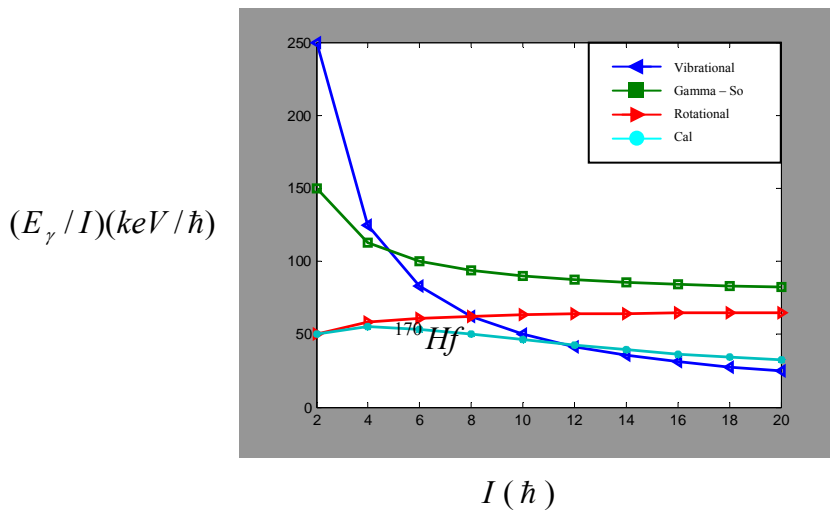 250
200
150
100
50
0
2 4 6 8 10 12 14 16 18 20
Vibrational
Gamma – So
Rotational
Cal
(E_γ / I)(keV / ħ)
¹⁷⁰Hf
I (ħ)